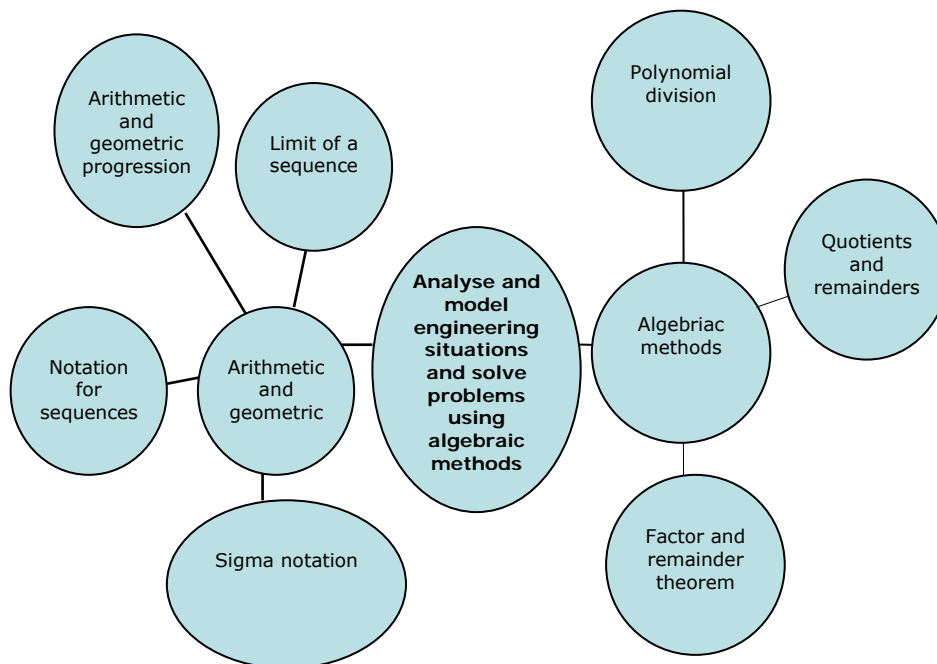 Arithmetic
and
geometric
progression
Limit of a
sequence
Polynomial
division
Quotients
and
remainders
Notation
for
sequences
Arithmetic
and
geometric
Analyse and
model
engineering
situations
and solve
problems
using
algebraic
methods
Algebriac
methods
Sigma notation
Factor and
remainder
theorem